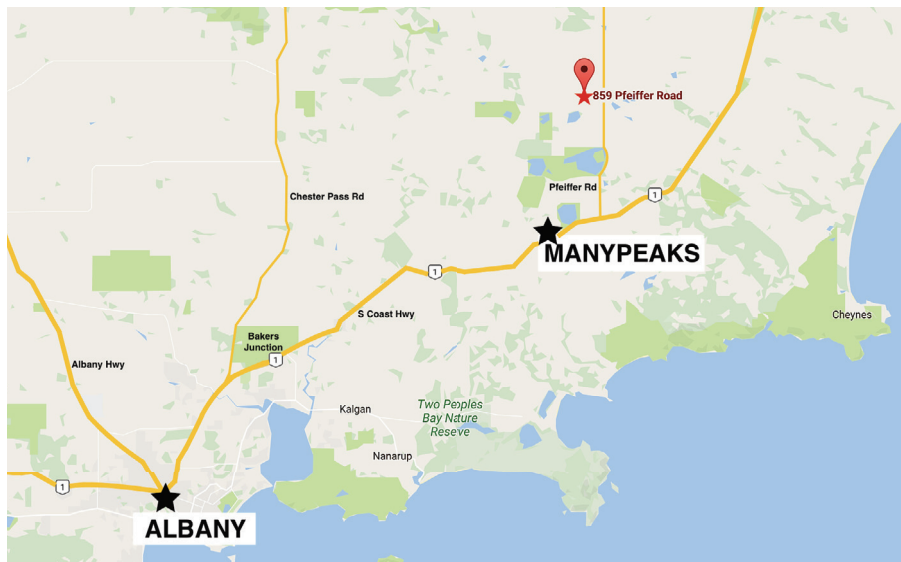 859 Pfeiffer Road
Pfeiffer Rd
1
Chester Pass Rd
MANYPEAKS
1
S Coast Hwy
Cheynes
Bakers
Junction
1
Albany Hwy
Kalgan
Two Peoples
Bay Nature
Reseve
Nanarup
1
ALBANY